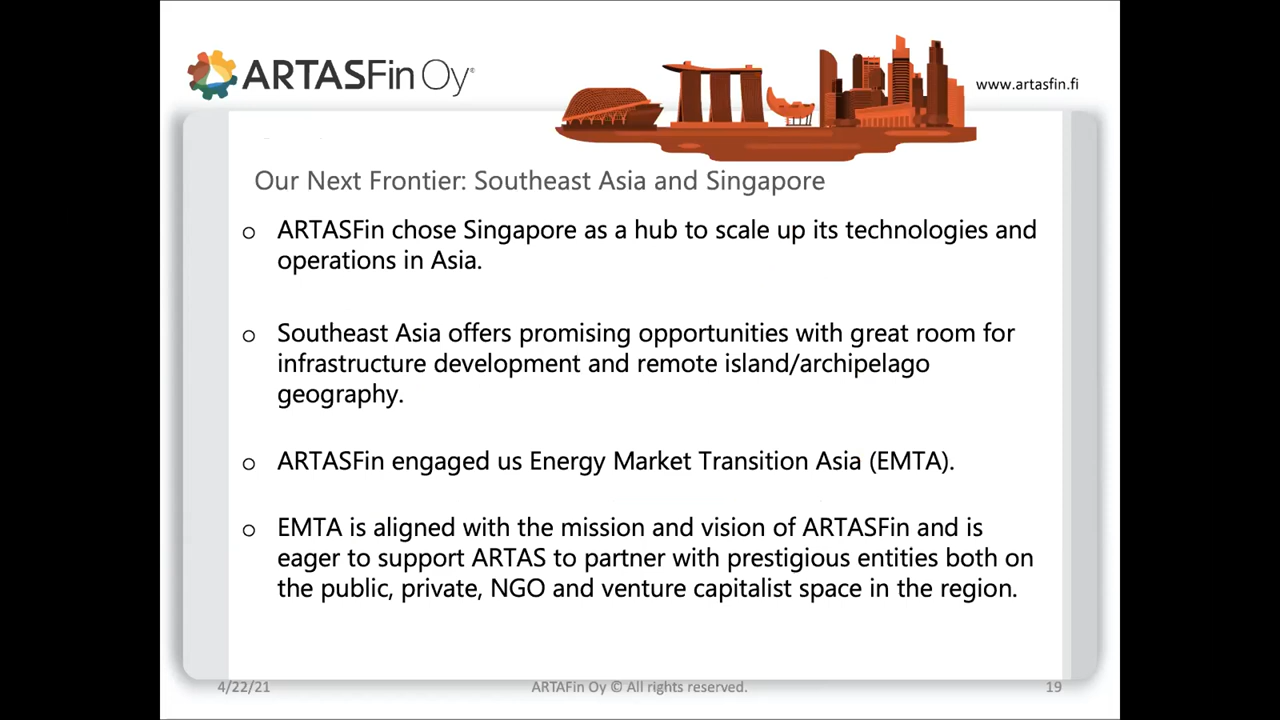 ARTASFin Oy®
www.artasfin.fi
Our Next Frontier: Southeast Asia and Singapore
o ARTASFin chose Singapore as a hub to scale up its technologies and
operations in Asia.
o Southeast Asia offers promising opportunities with great room for
infrastructure development and remote island/archipelago
geography.
o ARTASFin engaged us Energy Market Transition Asia (EMTA).
o EMTA is aligned with the mission and vision of ARTASFin and is
eager to support ARTAS to partner with prestigious entities both on
the public, private, NGO and venture capitalist space in the region.
4/22/21
ARTAFin Oy © All rights reserved.
19